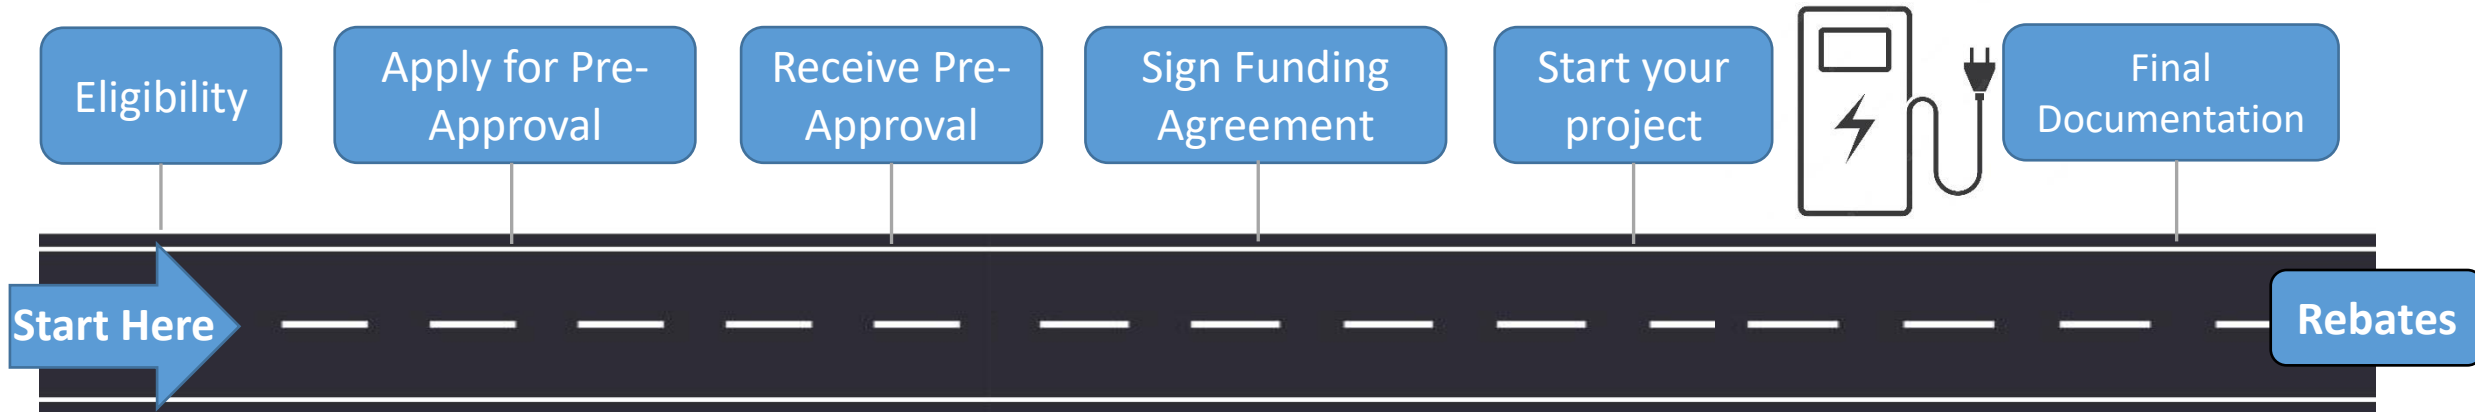 Eligibility
Apply for Pre-
Approval
Receive Pre-
Approval
Sign Funding
Agreement
Start your
project
Final
Documentation
Start Here
Rebates